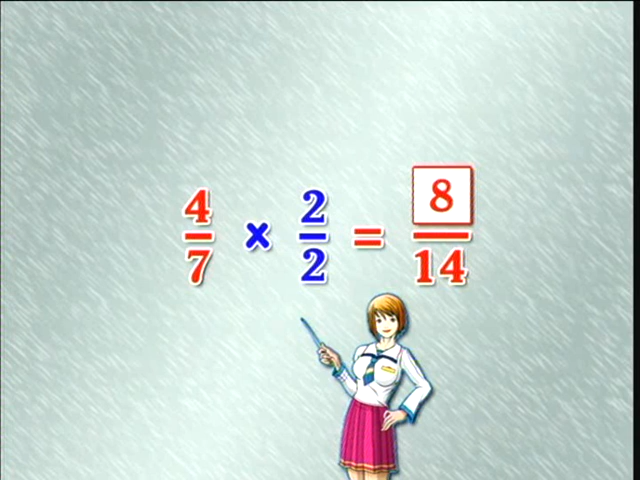 4/7 × 2/2 = 8/14